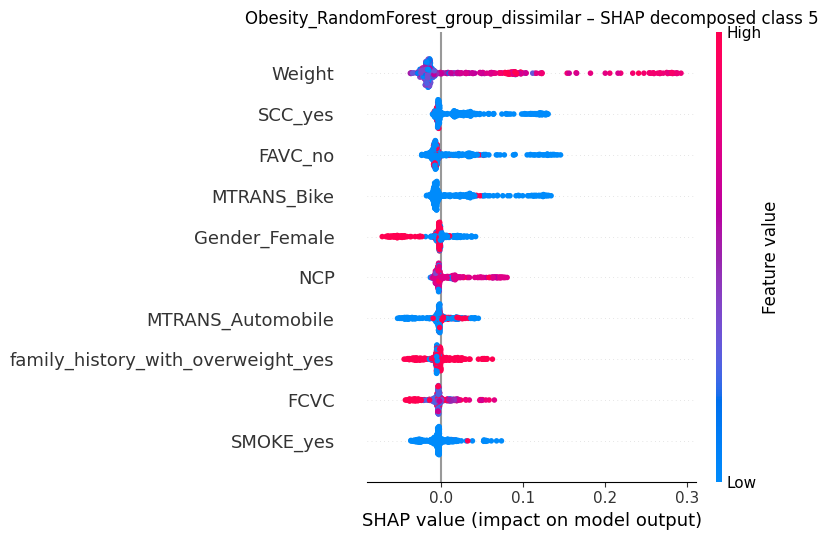 Obesity_RandomForest_group_dissimilar – SHAP decomposed class 5
High
Weight
SCC_yes
FAVC_no
MTRANS_Bike
Gender_Female
NCP
MTRANS_Automobile
family_history_with_overweight_yes
FCVC
SMOKE_yes
Feature value
Low
0.0 0.1 0.2 0.3
SHAP value (impact on model output)